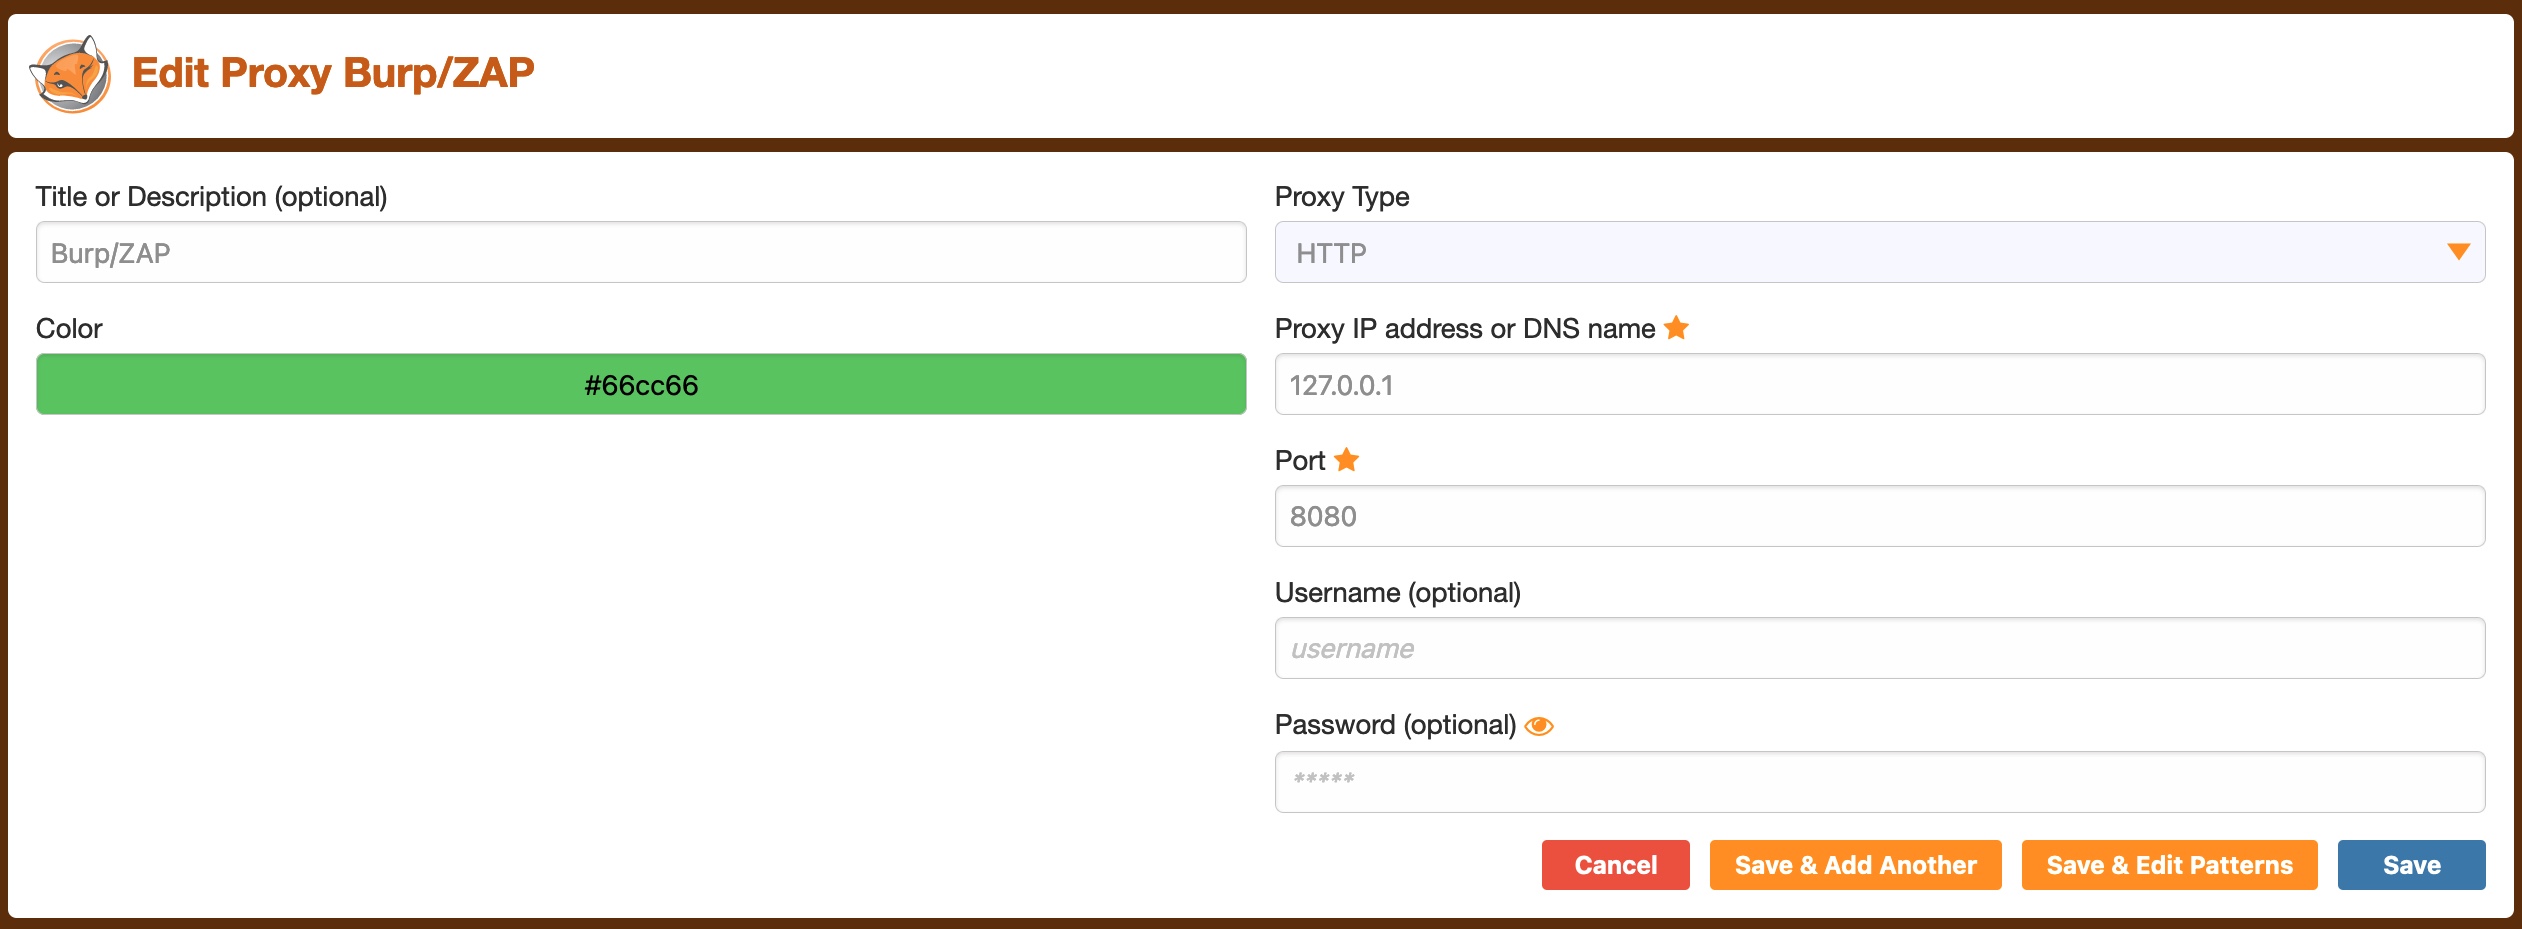 Edit Proxy Burp/ZAP
Title or Description (optional)
Burp/ZAP
Color
#66cc66
Proxy Type
HTTP
Proxy IP address or DNS name
127.0.0.1
Port
8080
Username (optional)
username
Password (optional)
*****
Cancel
Save & Add Another
Save & Edit Patterns
Save